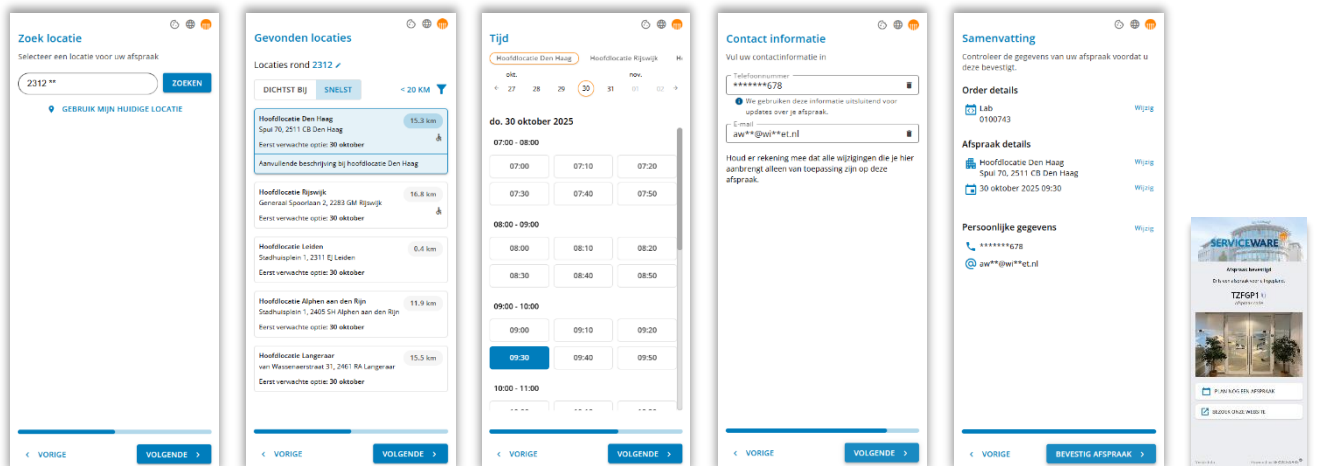 Zoek locatie
Selecteer een locatie voor uw afspraak
2312 **
ZOEKEN
GEBRUIK MIJN HUIDIGE LOCATIE
< VORIGE
VOLGENDE >
Gevonden locaties
Locaties rond 2312
DICHTST BIJ
SNELST
< 20 KM
Hoofdlocatie Den Haag
15.3 km
Spui 70, 2511 CB Den Haag
Eerst verwachte optie: 30 oktober
Aanvullende beschrijving bij hoofdlocatie Den Haag
Hoofdlocatie Rijswijk
16.8 km
Generaal Spoorlaan 2, 2283 GM Rijswijk
Eerst verwachte optie: 30 oktober
Hoofdlocatie Leiden
0.4 km
Stadhuisplein 1, 2311 EJ Leiden
Eerst verwachte optie: 30 oktober
Hoofdlocatie Alphen aan den Rijn
11.9 km
Stadhuisplein 1, 2405 SH Alphen aan den Rijn
Eerst verwachte optie: 30 oktober
Hoofdlocatie Langeraar
15.5 km
van Wassenaerstraat 31, 2461 RA Langeraar
Eerst verwachte optie: 30 oktober
< VORIGE
VOLGENDE >
Tijd
Hoofdlocatie Den Haag
Hoofdlocatie Rijswijk
okt.
nov.
27 28 29 30 31 01 02
do. 30 oktober 2025
07:00 - 08:00
07:00 07:10 07:20
07:30 07:40 07:50
08:00 - 09:00
08:00 08:10 08:20
08:30 08:40 08:50
09:00 - 10:00
09:00 09:10 09:20
09:30 09:40 09:50
10:00 - 11:00
< VORIGE
VOLGENDE >
Contact informatie
Vul uw contactinformatie in
Telefoonnummer
*******678
We gebruiken deze informatie uitsluitend voor
updates over je afspraak.
E-mail
aw**@wi**et.nl
Houd er rekening mee dat alle wijzigingen die je hier
aanbrengt alleen van toepassing zijn op deze
afspraak.
< VORIGE
VOLGENDE >
Samenvatting
Controleer de gegevens van uw afspraak voordat u
deze bevestigt.
Order details
Lab
Wijzig
0100743
Afspraak details
Hoofdlocatie Den Haag
Wijzig
Spui 70, 2511 CB Den Haag
30 oktober 2025 09:30
Wijzig
Persoonlijke gegevens
Wijzig
*******678
aw**@wi**et.nl
< VORIGE
BEVESTIG AFSPRAAK >
SERVICEWARE
Afspraak bevestigd
TZFGP1
PLAN NOG EEN AFSPRAAK
BEZOEK ONZE WEBSITE